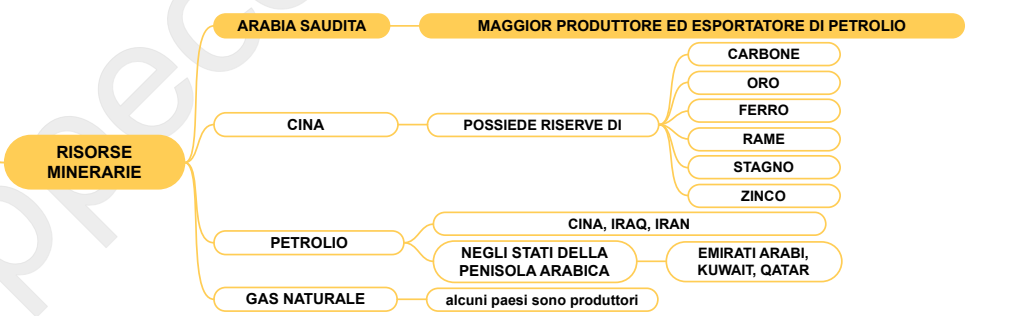 RISORSE
MINERARIE
ARABIA SAUDITA
MAGGIOR PRODUTTORE ED ESPORTATORE DI PETROLIO
CINA
POSSIEDE RISERVE DI
CARBONE
ORO
FERRO
RAME
STAGNO
ZINCO
PETROLIO
CINA, IRAQ, IRAN
NEGLI STATI DELLA
PENISOLA ARABICA
EMIRATI ARABI,
KUWAIT, QATAR
GAS NATURALE
alcuni paesi sono produttori